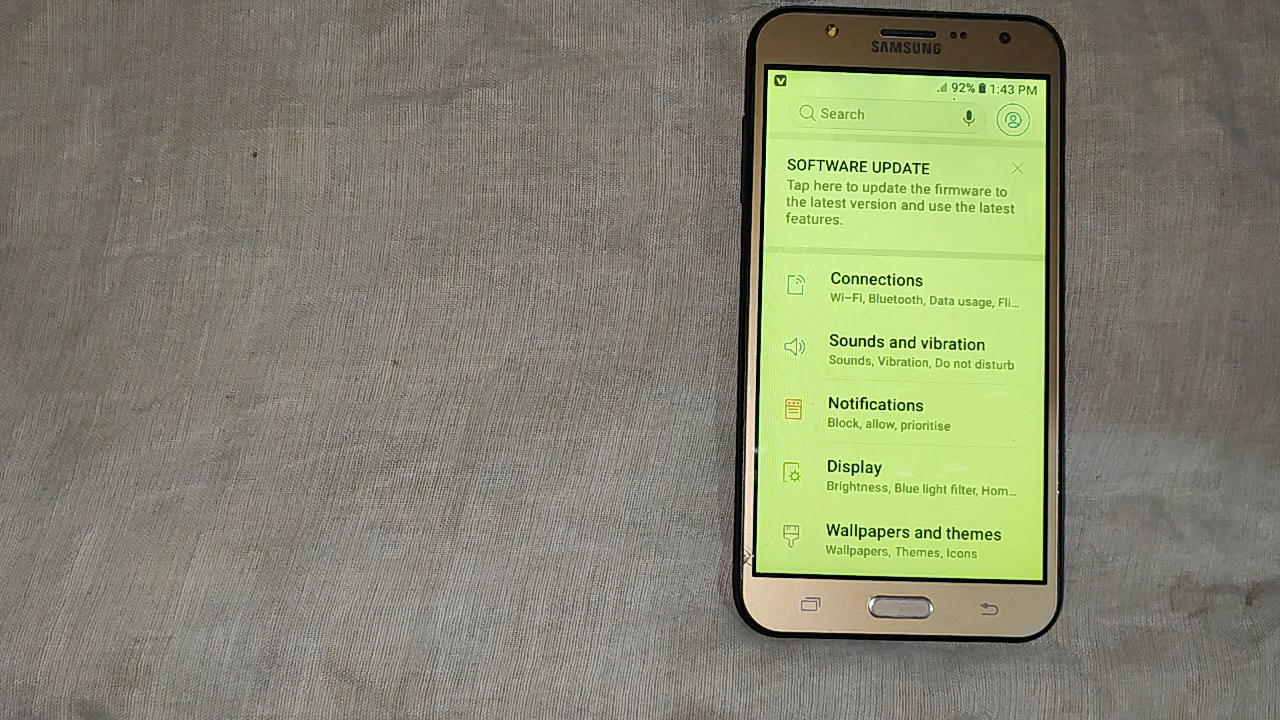 SAMSUNG
92% 1:43 PM
Search
SOFTWARE UPDATE
Tap here to update the firmware to
the latest version and use the latest
features.
Connections
Wi-Fi, Bluetooth, Data usage, Fli...
Sounds and vibration
Sounds, Vibration, Do not disturb
Notifications
Block, allow, prioritise
Display
Brightness, Blue light filter, Hom...
Wallpapers and themes
Wallpapers, Themes, Icons